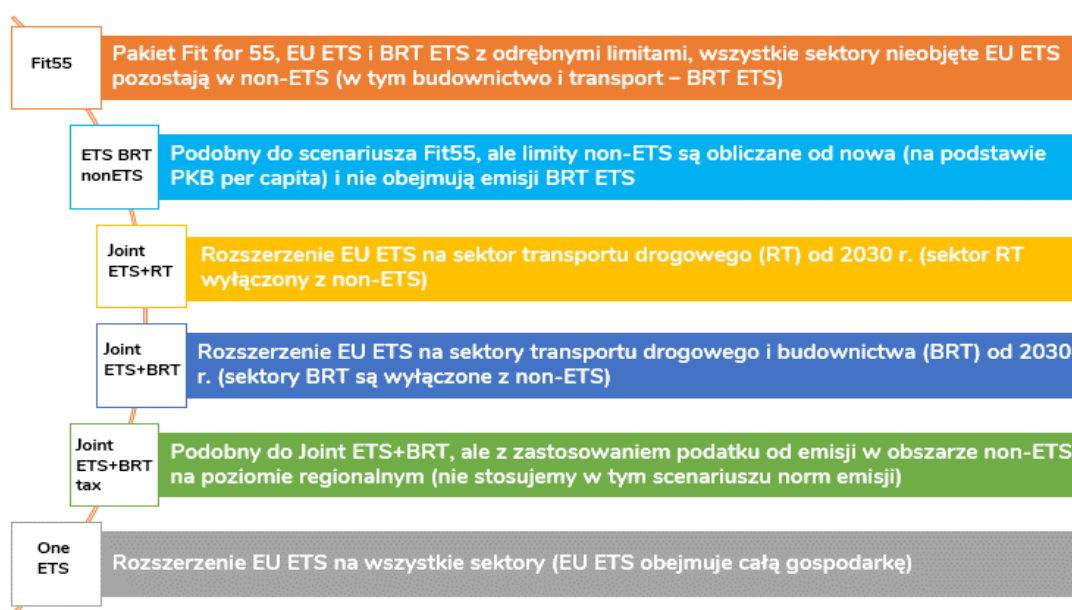 Fit55
Pakiet Fit for 55, EU ETS i BRT ETS z odrębnymi limitami, wszystkie sektory nieobjęte EU ETS
pozostają w non-ETS (w tym budownictwo i transport – BRT ETS)
ETS BRT
nonETS
Podobny do scenariusza Fit55, ale limity non-ETS są obliczane od nowa (na podstawie
PKB per capita) i nie obejmują emisji BRT ETS
Joint
ETS+RT
Rozszerzenie EU ETS na sektor transportu drogowego (RT) od 2030 r. (sektor RT
wyłączony z non-ETS)
Joint
ETS+BRT
Rozszerzenie EU ETS na sektory transportu drogowego i budownictwa (BRT) od 2030
r. (sektory BRT są wyłączone z non-ETS)
Joint
ETS+BRT
tax
Podobny do Joint ETS+BRT, ale z zastosowaniem podatku od emisji w obszarze non-ETS
na poziomie regionalnym (nie stosujemy w tym scenariuszu norm emisji)
One
ETS
Rozszerzenie EU ETS na wszystkie sektory (EU ETS obejmuje całą gospodarkę)